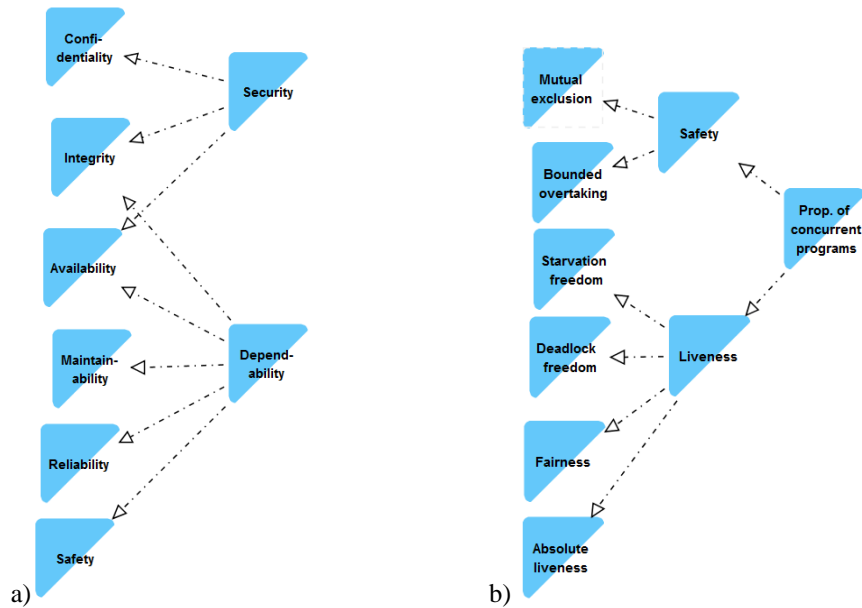 Confi-
dentiality
Security
Integrity
Availability
Maintain-
ability
Depend-
ability
Reliability
Safety
a)
Mutual
exclusion
Safety
Bounded
overtaking
Prop. of
concurrent
programs
Starvation
freedom
Deadlock
freedom
Liveness
Fairness
Absolute
liveness
b)